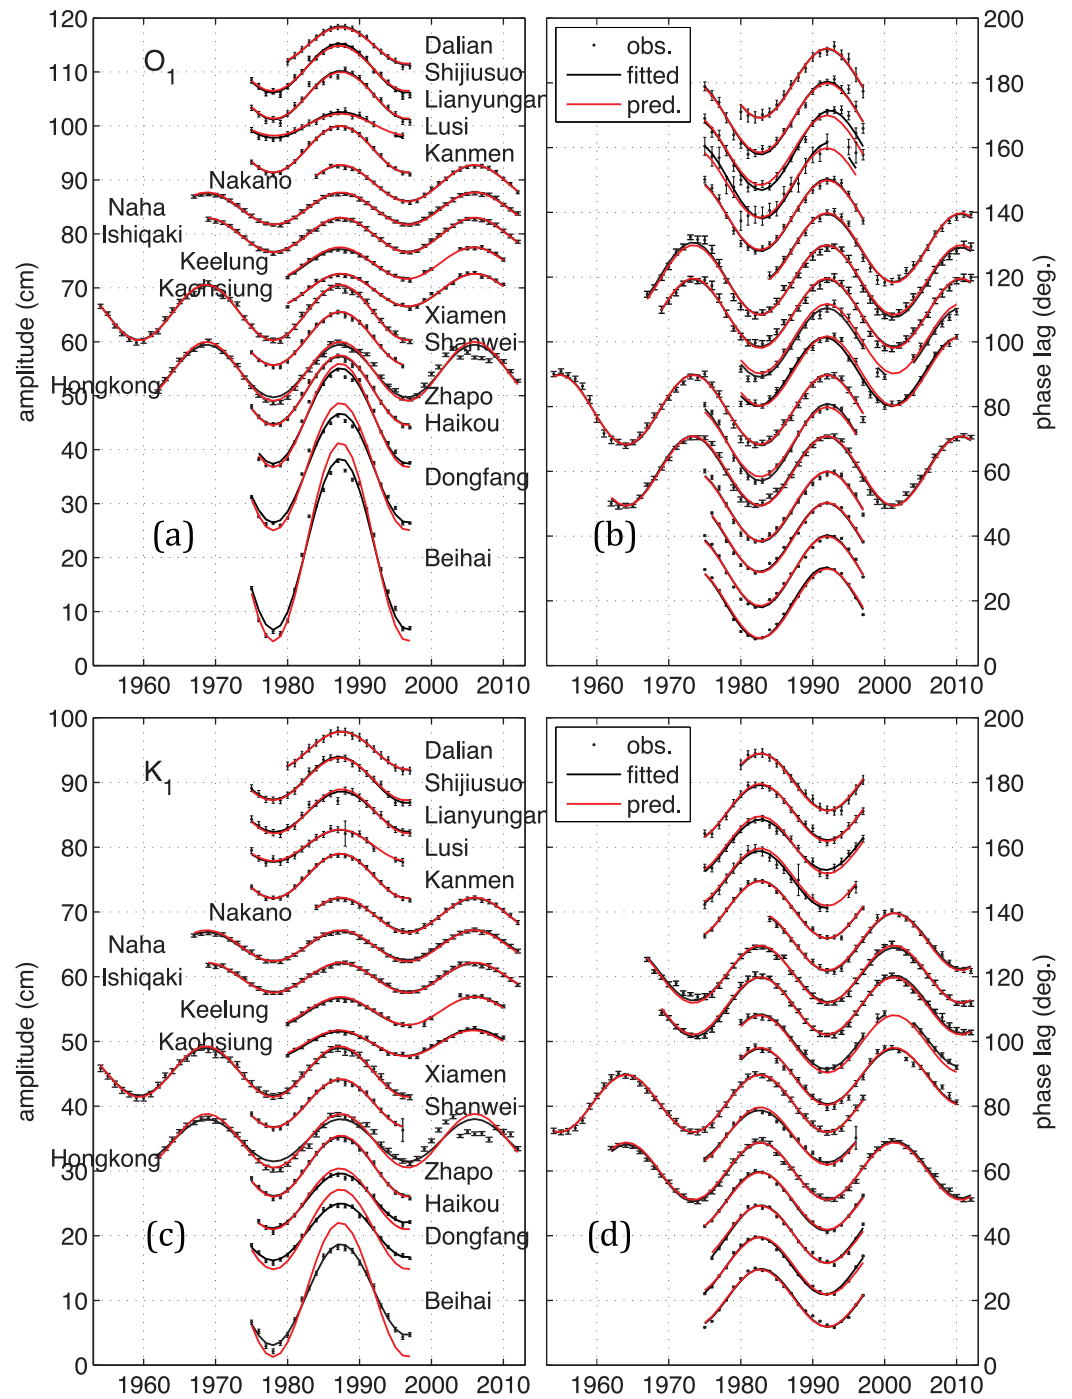 120
110
100
90
80
70
60
50
40
30
20
10
0
amplitude (cm)
O1
Dalian
Shijiusuo
Lianyungan
Lusi
Kanmen
Nakano
Naha
Ishiqaki
Keelung
Kaohsiung
Xiamen
Shanwei
Hongkong
Zhapo
Haikou
Dongfang
Beihai
(a)
1960 1970 1980 1990 2000 2010
obs.
fitted
pred.
200
180
160
140
120
100
80
60
40
20
0
phase lag (deg.)
(b)
1960 1970 1980 1990 2000 2010
100
90
80
70
60
50
40
30
20
10
0
amplitude (cm)
K1
Dalian
Shijiusuo
Lianyungan
Lusi
Kanmen
Nakano
Naha
Ishiqaki
Keelung
Kaohsiung
Xiamen
Shanwei
Hongkong
Zhapo
Haikou
Dongfang
Beihai
(c)
1960 1970 1980 1990 2000 2010
obs.
fitted
pred.
200
180
160
140
120
100
80
60
40
20
0
phase lag (deg.)
(d)
1960 1970 1980 1990 2000 2010